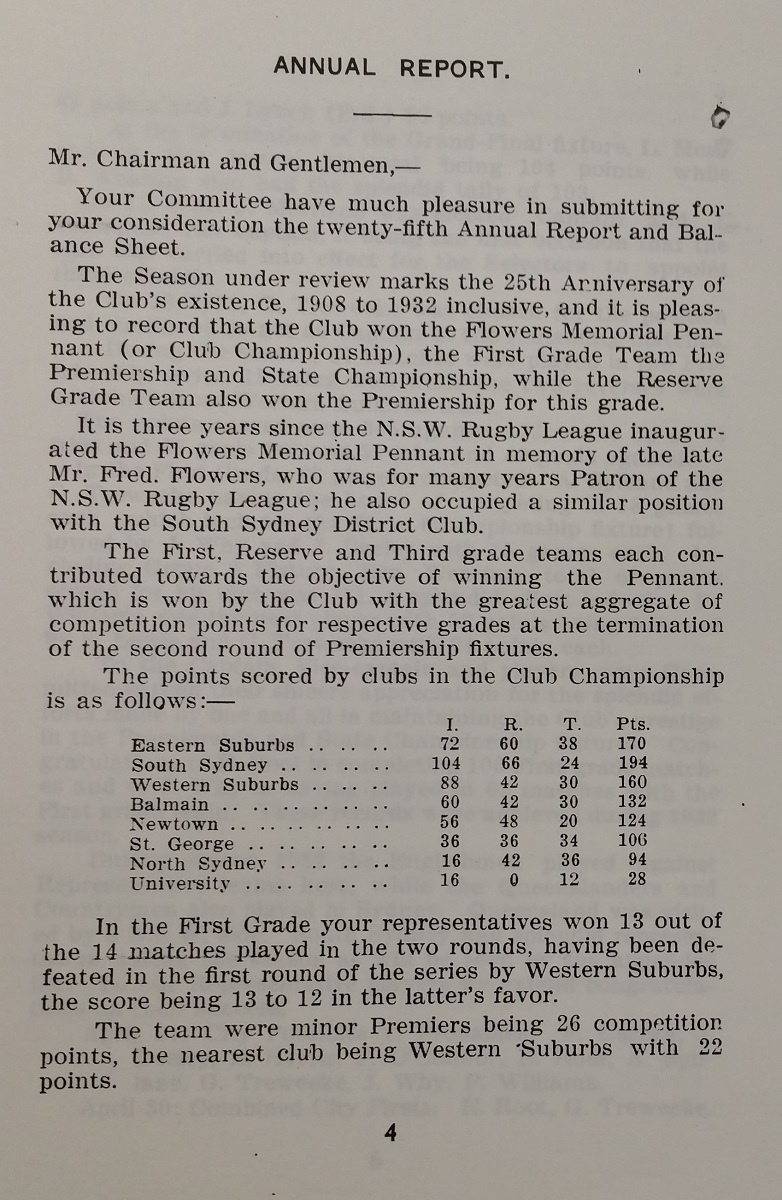 ANNUAL REPORT.
Mr. Chairman and Gentlemen,—
Your Committee have much pleasure in submitting for
your consideration the twenty-fifth Annual Report and Bal-
ance Sheet.
The Season under review marks the 25th Anniversary of
the Club's existence, 1908 to 1932 inclusive, and it is pleas-
ing to record that the Club won the Flowers Memorial Pen-
nant (or Club Championship), the First Grade Team the
Premiership and State Championship, while the Reserve
Grade Team also won the Premiership for this grade.
It is three years since the N.S.W. Rugby League inaugur-
ated the Flowers Memorial Pennant in memory of the late
Mr. Fred. Flowers, who was for many years Patron of the
N.S.W. Rugby League; he also occupied a similar position
with the South Sydney District Club.
The First, Reserve and Third grade teams each con-
tributed towards the objective of winning the Pennant.
which is won by the Club with the greatest aggregate of
competition points for respective grades at the termination
of the second round of Premiership fixtures.
The points scored by clubs in the Club Championship
is as follows:—
I. R. T. Pts.
Eastern Suburbs .. .. .. 72 60 38 170
South Sydney .. .. .. .. 104 66 24 194
Western Suburbs .. .. .. 88 42 30 160
Balmain .. .. .. .. .. 60 42 30 132
Newtown .. .. .. .. .. 56 48 20 124
St. George .. .. .. .. 36 36 34 106
North Sydney .. .. .. .. 16 42 36 94
University .. .. .. .. 16 0 12 28
In the First Grade your representatives won 13 out of
the 14 matches played in the two rounds, having been de-
feated in the first round of the series by Western Suburbs,
the score being 13 to 12 in the latter's favor.
The team were minor Premiers being 26 competition
points, the nearest club being Western Suburbs with 22
points.
4